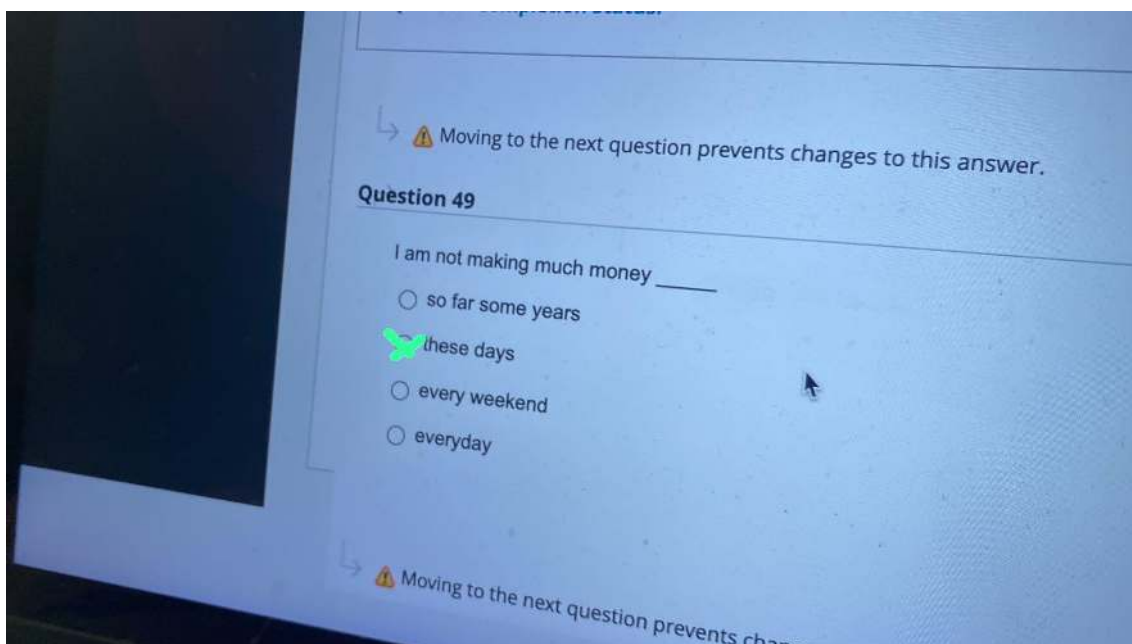 Moving to the next question prevents changes to this answer.
Question 49
I am not making much money _____
so far some years
these days
every weekend
everyday
Moving to the next question prevents